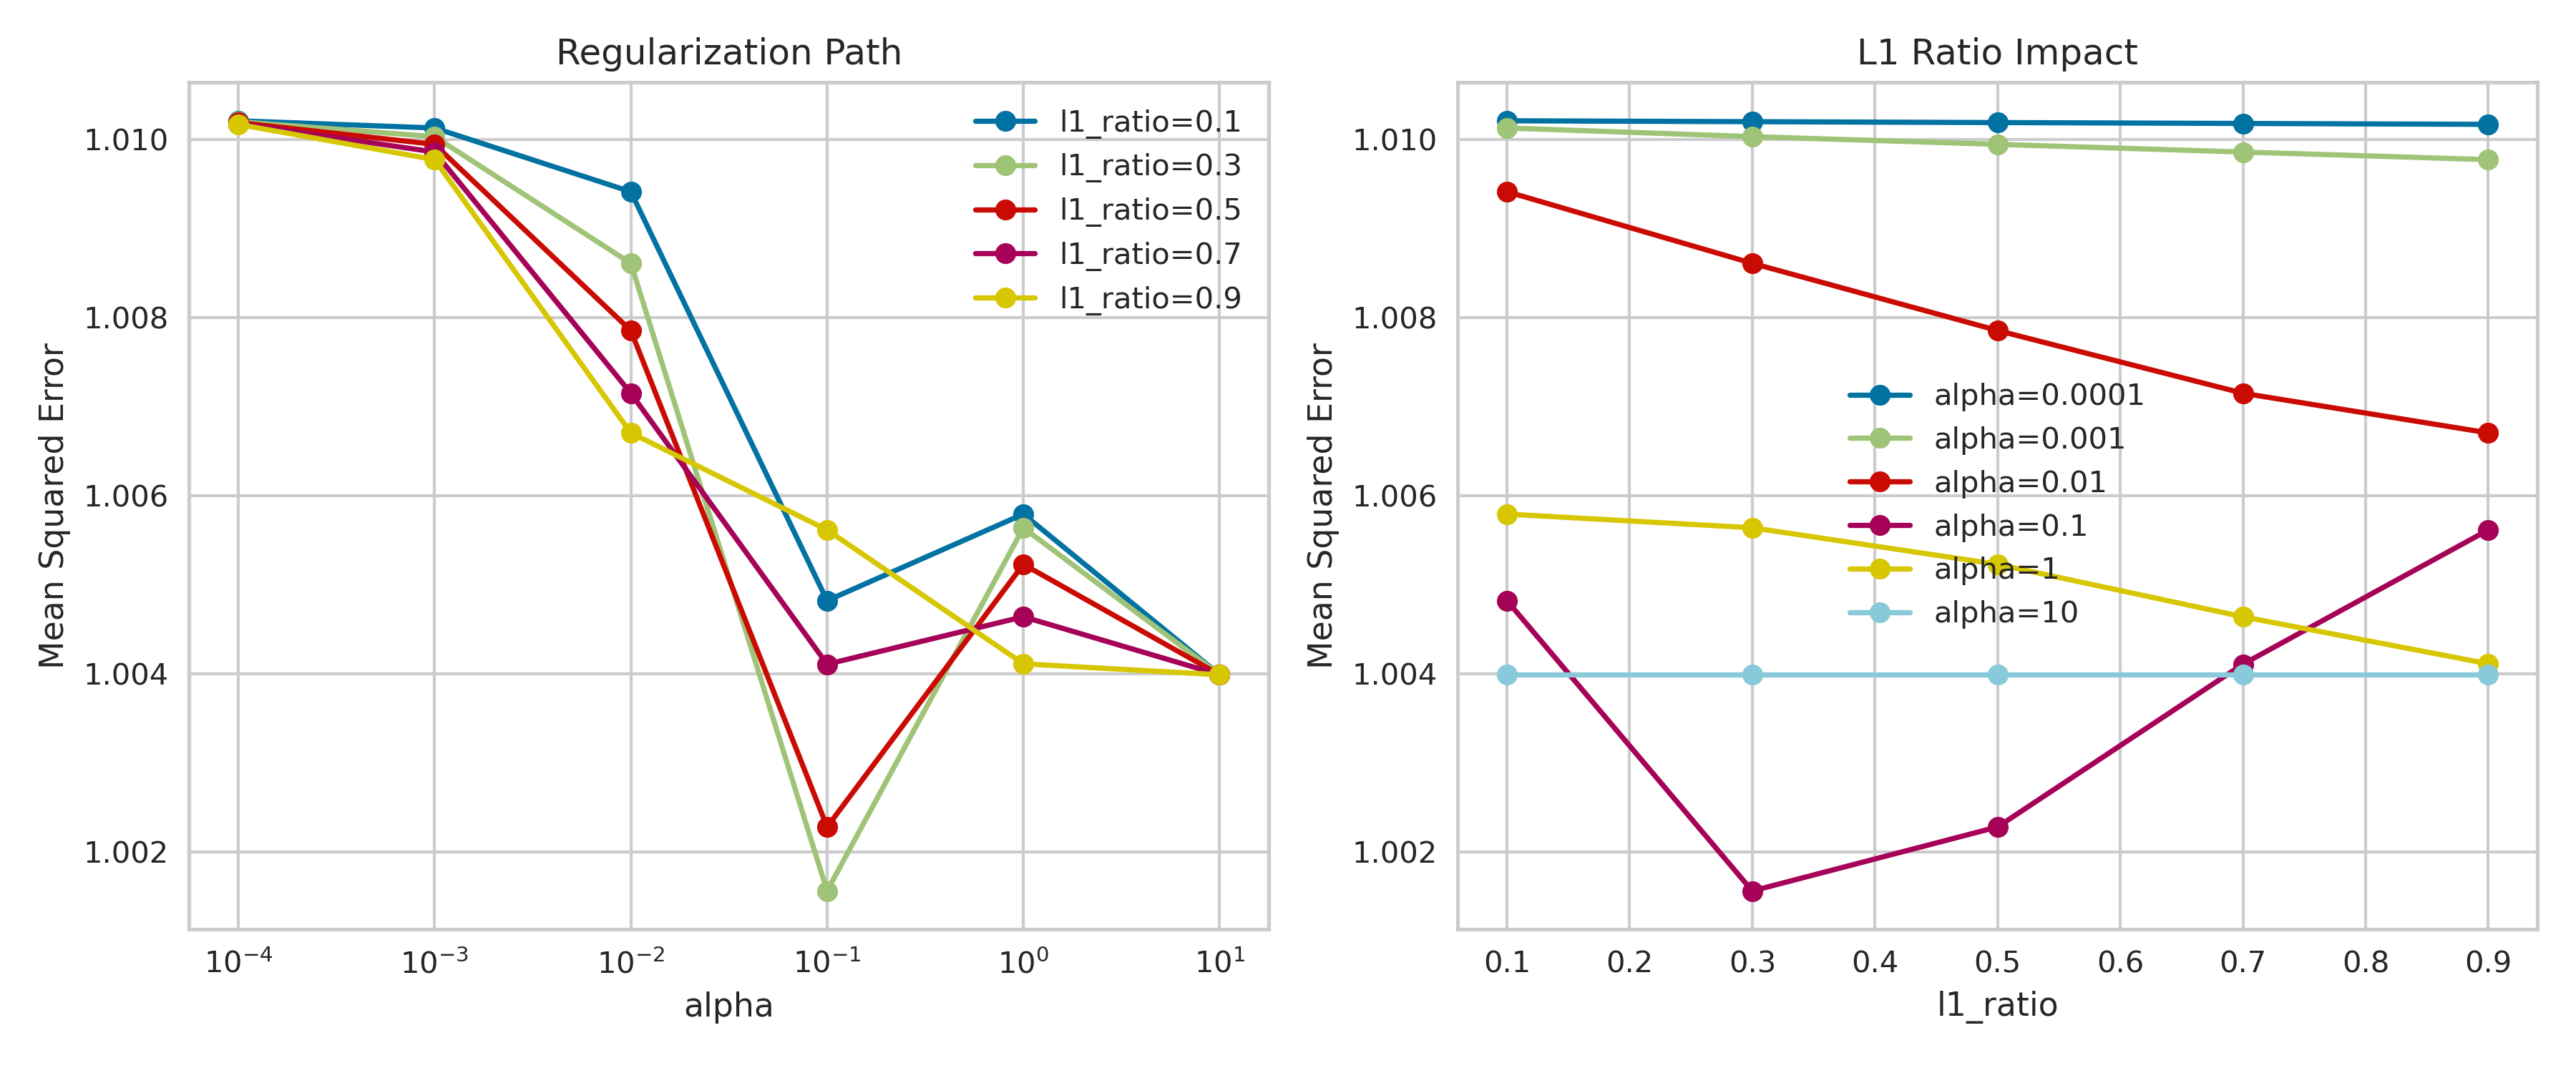 Regularization Path
Mean Squared Error
1.010
1.008
1.006
1.004
1.002
l1_ratio=0.1
l1_ratio=0.3
l1_ratio=0.5
l1_ratio=0.7
l1_ratio=0.9
10⁻⁴ 10⁻³ 10⁻² 10⁻¹ 10⁰ 10¹
alpha
L1 Ratio Impact
Mean Squared Error
1.010
1.008
1.006
1.004
1.002
alpha=0.0001
alpha=0.001
alpha=0.01
alpha=0.1
alpha=1
alpha=10
0.1 0.2 0.3 0.4 0.5 0.6 0.7 0.8 0.9
l1_ratio